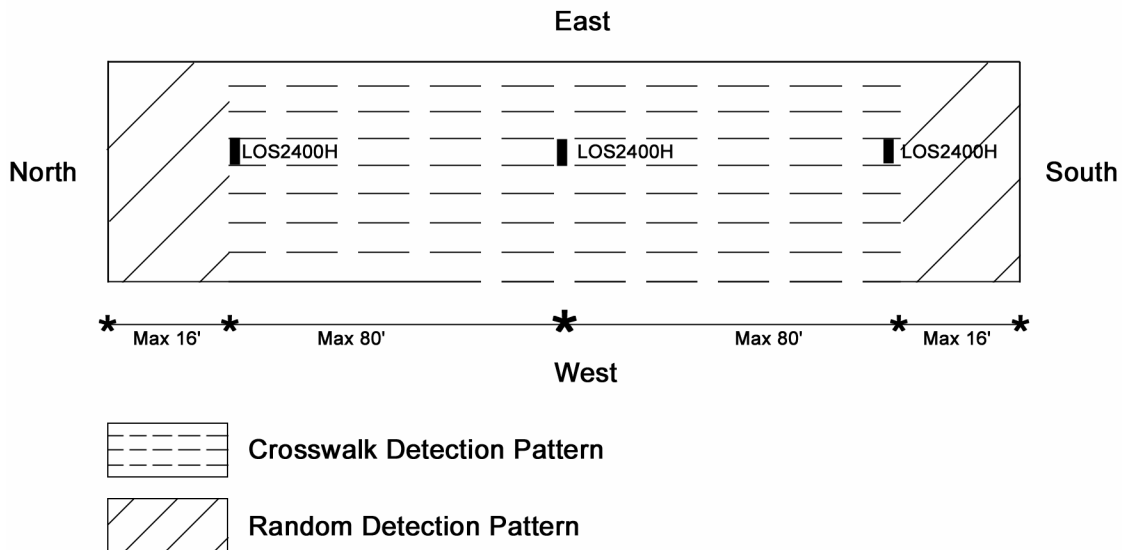 East
LOS2400H LOS2400H LOS2400H
North South
Max 16' Max 80' Max 80' Max 16'
West
Crosswalk Detection Pattern
Random Detection Pattern